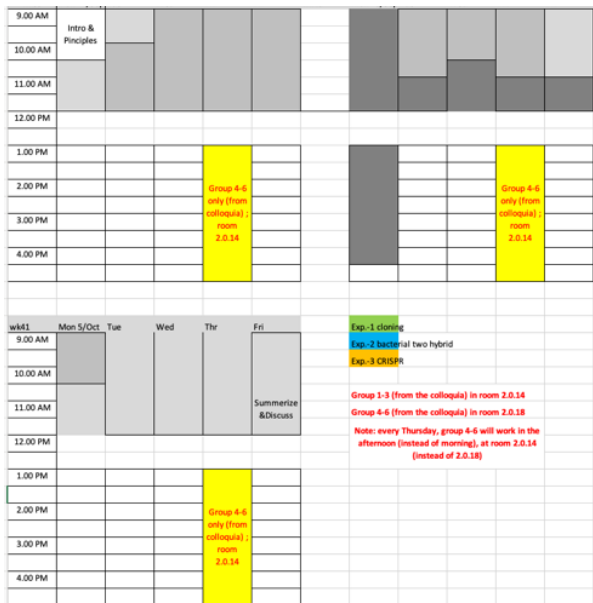 9.00 AM
Intro &
Pinciples
10.00 AM
11.00 AM
12.00 PM
1.00 PM
2.00 PM
3.00 PM
4.00 PM
Group 4-6
only (from
colloquia) ;
room
2.0.14
Group 4-6
only (from
colloquia) ;
room
2.0.14
wk41 Mon 5/Oct Tue Wed Thr Fri
9.00 AM
10.00 AM
11.00 AM
12.00 PM
Summerize
&Discuss
1.00 PM
2.00 PM
3.00 PM
4.00 PM
Group 4-6
only (from
colloquia) ;
room
2.0.14
Exp.-1 cloning
Exp.-2 bacterial two hybrid
Exp.-3 CRISPR
Group 1-3 (from the colloquia) in room 2.0.14
Group 4-6 (from the colloquia) in room 2.0.18
Note: every Thursday, group 4-6 will work in the
afternoon (instead of morning), at room 2.0.14
(instead of 2.0.18)